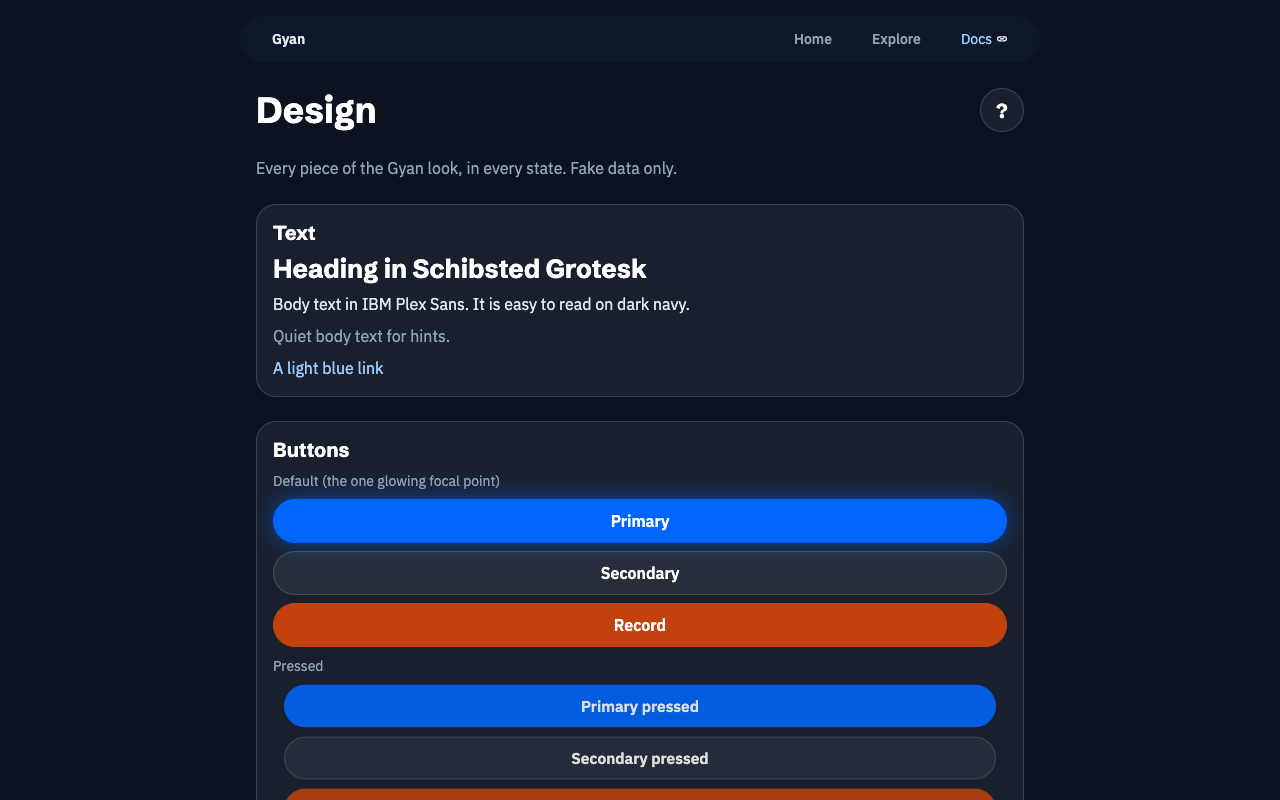 Gyan
Home
Explore
Docs
Design
?
Every piece of the Gyan look, in every state. Fake data only.
Text
Heading in Schibsted Grotesk
Body text in IBM Plex Sans. It is easy to read on dark navy.
Quiet body text for hints.
A light blue link
Buttons
Default (the one glowing focal point)
Primary
Secondary
Record
Pressed
Primary pressed
Secondary pressed